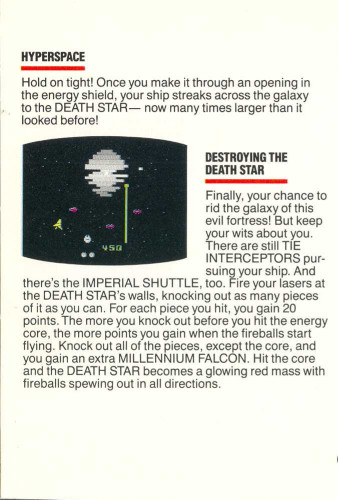 HYPERSPACE
Hold on tight! Once you make it through an opening in
the energy shield, your ship streaks across the galaxy
to the DEATH STAR— now many times larger than it
looked before!
450
DESTROYING THE
DEATH STAR
Finally, your chance to
rid the galaxy of this
evil fortress! But keep
your wits about you.
There are still TIE
INTERCEPTORS pur-
suing your ship. And
there's the IMPERIAL SHUTTLE, too. Fire your lasers at
the DEATH STAR's walls, knocking out as many pieces
of it as you can. For each piece you hit, you gain 20
points. The more you knock out before you hit the energy
core, the more points you gain when the fireballs start
flying. Knock out all of the pieces, except the core, and
you gain an extra MILLENNIUM FALCON. Hit the core
and the DEATH STAR becomes a glowing red mass with
fireballs spewing out in all directions.